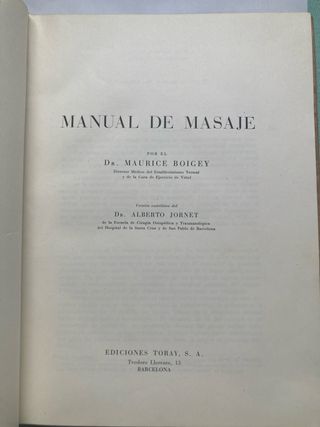 MANUAL DE MASAJE
POR EL
DR. MAURICE BOIGEY
Director Médico del Establecimiento Termal
y de la Cura de Ejercicio de Vittel
Versión castellana del
DR. ALBERTO JORNET
de la Escuela de Cirugía Ortopédica y Traumatológica
del Hospital de la Santa Cruz y de San Pablo de Barcelona
EDICIONES TORAY, S. A.
Teodoro Llorente, 13
BARCELONA